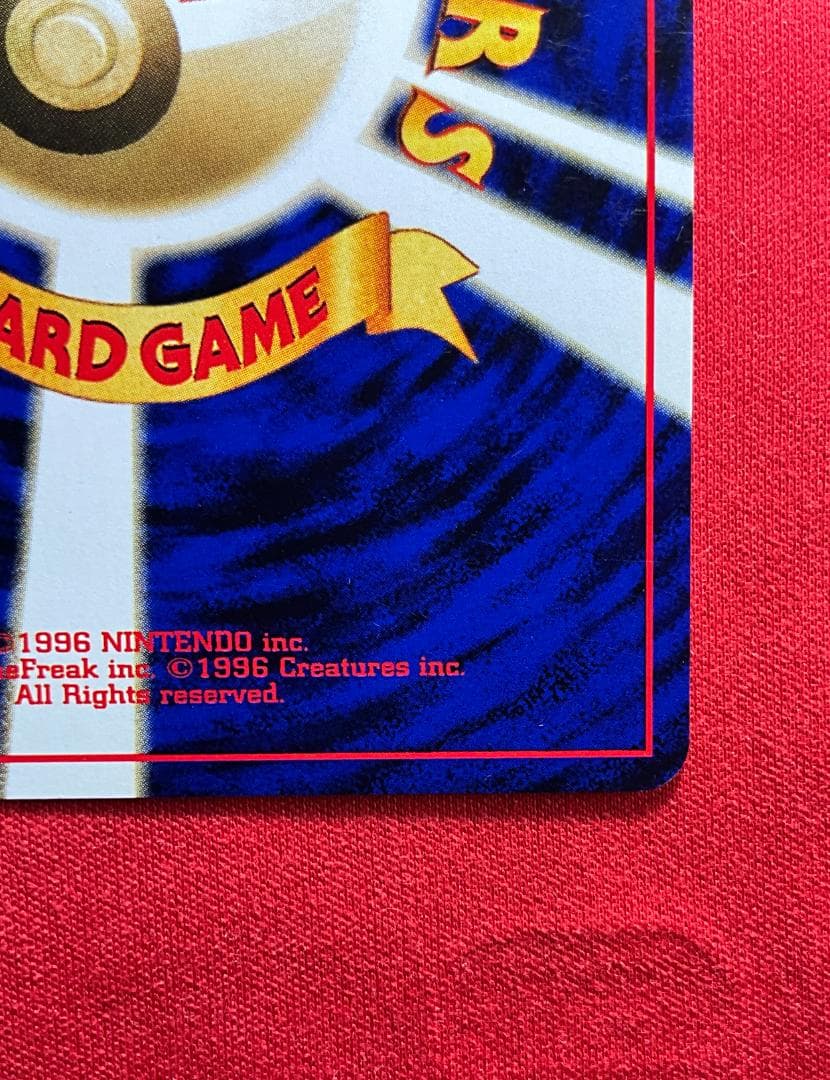 RS
ARD GAME
©1996 NINTENDO inc.
eFreak inc. ©1996 Creatures inc.
All Rights reserved.